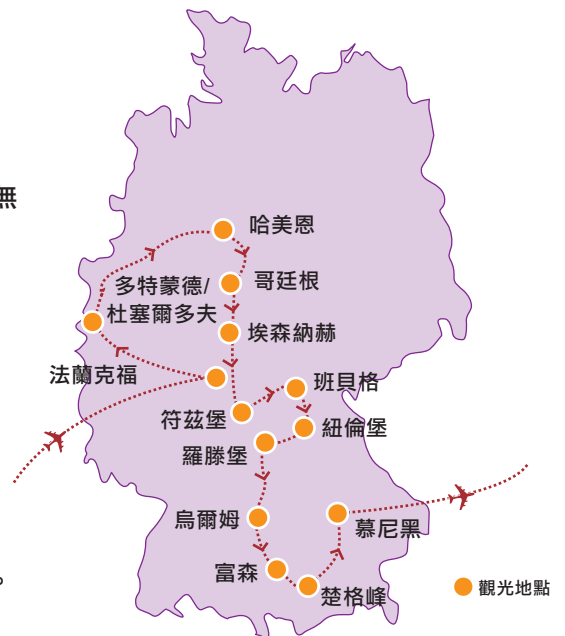 無
哈美恩
多特蒙德/
杜塞爾多夫
哥廷根
埃森納赫
法蘭克福
班貝格
符茲堡
紐倫堡
羅滕堡
烏爾姆
慕尼黑
富森
楚格峰
。
觀光地點